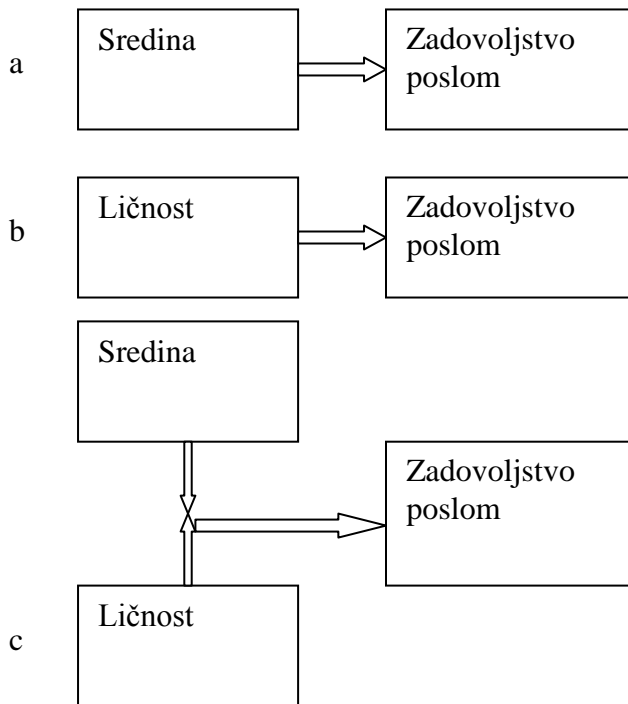 a
Sredina
Zadovoljstvo
poslom
b
Ličnost
Zadovoljstvo
poslom
Sredina
Zadovoljstvo
poslom
c
Ličnost